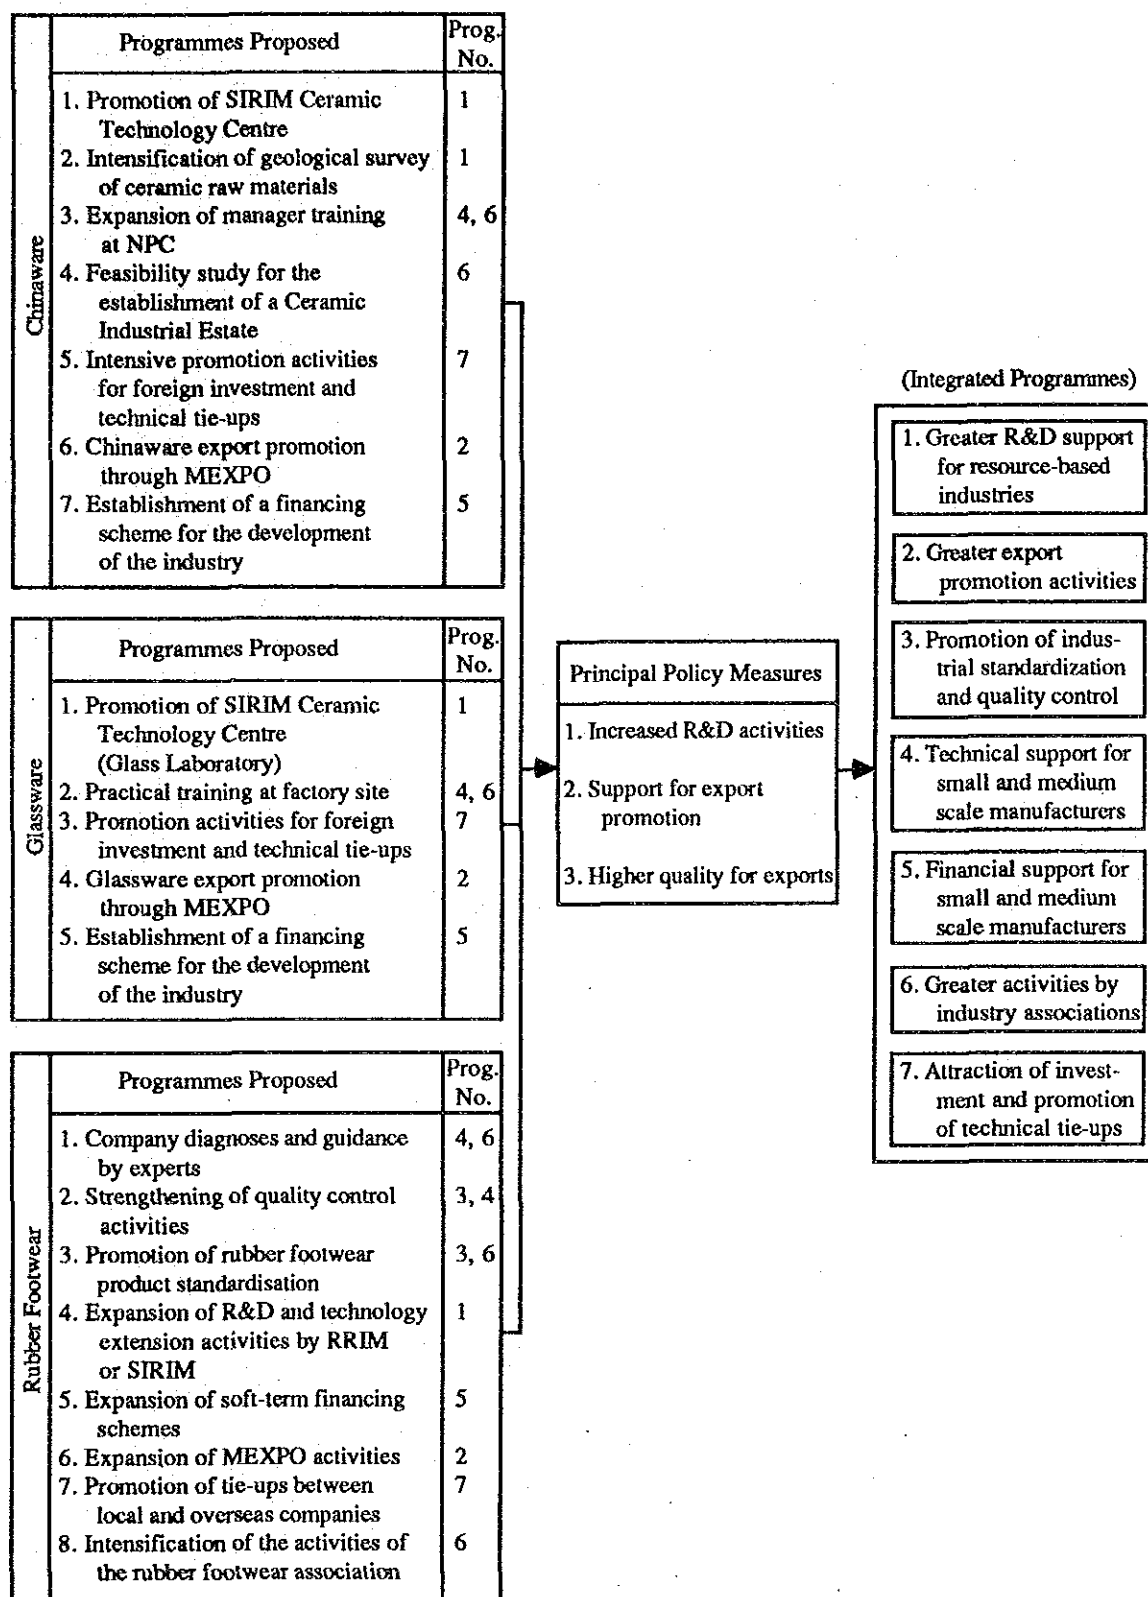 Chinaware
Programmes Proposed
Prog.
No.
1. Promotion of SIRIM Ceramic 1
Technology Centre
2. Intensification of geological survey 1
of ceramic raw materials
3. Expansion of manager training 4, 6
at NPC
4. Feasibility study for the 6
establishment of a Ceramic
Industrial Estate
5. Intensive promotion activities 7
for foreign investment and
technical tie-ups
6. Chinaware export promotion 2
through MEXPO
7. Establishment of a financing 5
scheme for the development
of the industry
Glassware
Programmes Proposed
Prog.
No.
1. Promotion of SIRIM Ceramic 1
Technology Centre
(Glass Laboratory)
2. Practical training at factory site 4, 6
3. Promotion activities for foreign 7
investment and technical tie-ups
4. Glassware export promotion 2
through MEXPO
5. Establishment of a financing 5
scheme for the development
of the industry
Rubber Footwear
Programmes Proposed
Prog.
No.
1. Company diagnoses and guidance 4, 6
by experts
2. Strengthening of quality control 3, 4
activities
3. Promotion of rubber footwear 3, 6
product standardisation
4. Expansion of R&D and technology 1
extension activities by RRIM
or SIRIM
5. Expansion of soft-term financing 5
schemes
6. Expansion of MEXPO activities 2
7. Promotion of tie-ups between 7
local and overseas companies
8. Intensification of the activities of 6
the rubber footwear association
Principal Policy Measures
1. Increased R&D activities
2. Support for export
promotion
3. Higher quality for exports
(Integrated Programmes)
1. Greater R&D support
for resource-based
industries
2. Greater export
promotion activities
3. Promotion of indus-
trial standardization
and quality control
4. Technical support for
small and medium
scale manufacturers
5. Financial support for
small and medium
scale manufacturers
6. Greater activities by
industry associations
7. Attraction of invest-
ment and promotion
of technical tie-ups